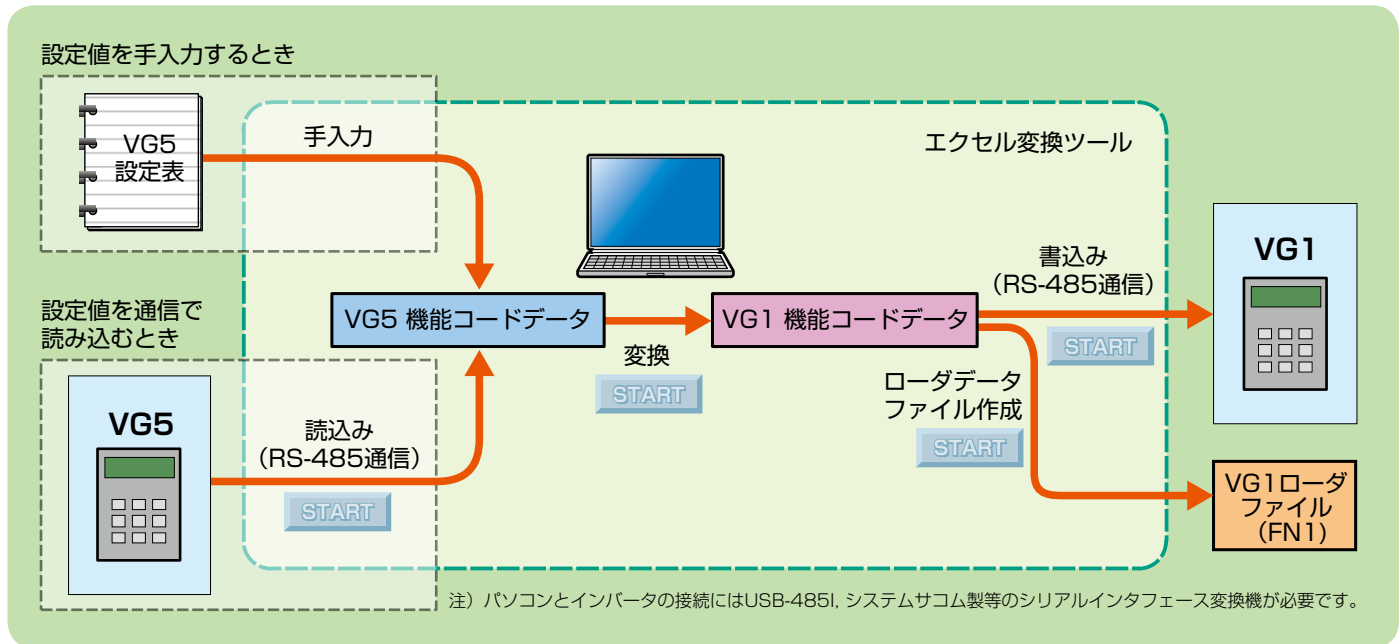 設定値を手入力するとき
VG5
設定表
手入力
エクセル変換ツール
設定値を通信で
読み込むとき
VG5
読込み
（RS-485通信）
START
VG5 機能コードデータ
変換
START
VG1 機能コードデータ
書込み
（RS-485通信）
START
ローダデータ
ファイル作成
START
VG1
VG1ローダ
ファイル
(FN1)
注）パソコンとインバータの接続にはUSB-485I, システムサコム製等のシリアルインタフェース変換機が必要です。